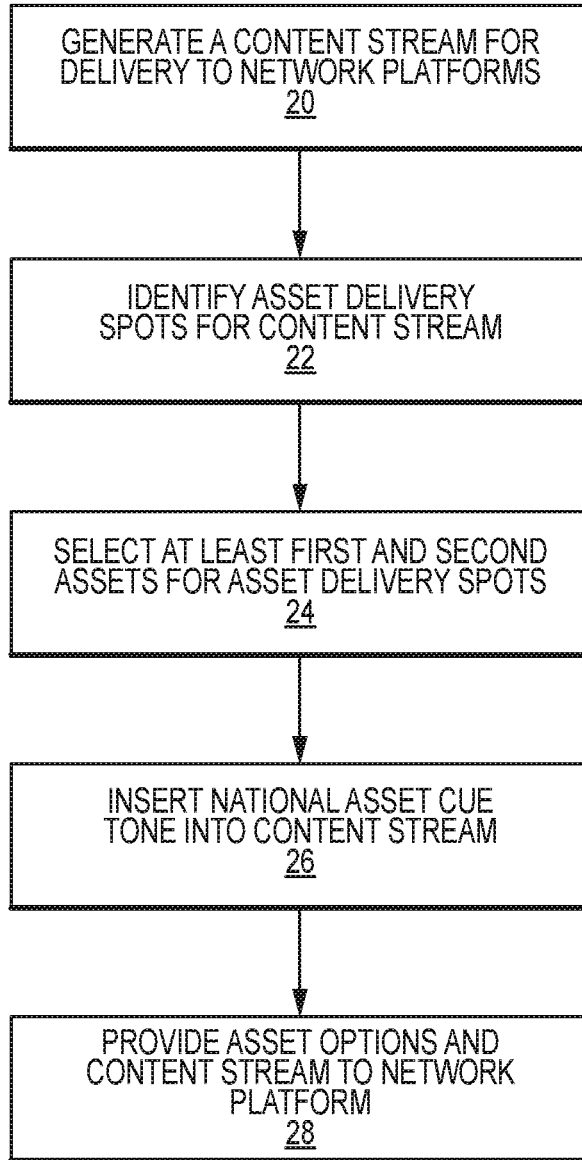 GENERATE A CONTENT STREAM FOR
DELIVERY TO NETWORK PLATFORMS
20
IDENTIFY ASSET DELIVERY
SPOTS FOR CONTENT STREAM
22
SELECT AT LEAST FIRST AND SECOND
ASSETS FOR ASSET DELIVERY SPOTS
24
INSERT NATIONAL ASSET CUE
TONE INTO CONTENT STREAM
26
PROVIDE ASSET OPTIONS AND
CONTENT STREAM TO NETWORK
PLATFORM
28